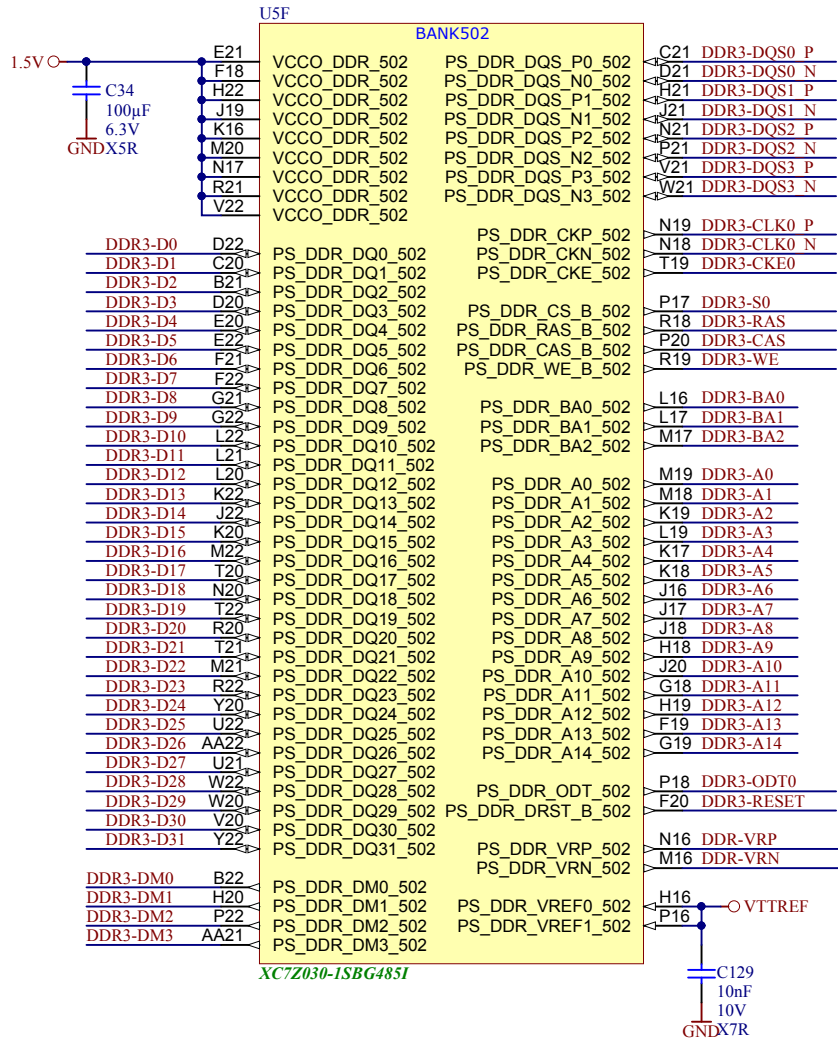 U5F
BANK502
1.5V
C34
100µF
6.3V
X5R
GND
E21 VCCO_DDR_502
F18 VCCO_DDR_502
H22 VCCO_DDR_502
J19 VCCO_DDR_502
K16 VCCO_DDR_502
M20 VCCO_DDR_502
N17 VCCO_DDR_502
R21 VCCO_DDR_502
V22 VCCO_DDR_502
DDR3-D0 D22 PS_DDR_DQ0_502
DDR3-D1 C20 PS_DDR_DQ1_502
DDR3-D2 B21 PS_DDR_DQ2_502
DDR3-D3 D20 PS_DDR_DQ3_502
DDR3-D4 E20 PS_DDR_DQ4_502
DDR3-D5 E22 PS_DDR_DQ5_502
DDR3-D6 F21 PS_DDR_DQ6_502
DDR3-D7 F22 PS_DDR_DQ7_502
DDR3-D8 G21 PS_DDR_DQ8_502
DDR3-D9 G22 PS_DDR_DQ9_502
DDR3-D10 L22 PS_DDR_DQ10_502
DDR3-D11 L21 PS_DDR_DQ11_502
DDR3-D12 L20 PS_DDR_DQ12_502
DDR3-D13 K22 PS_DDR_DQ13_502
DDR3-D14 J22 PS_DDR_DQ14_502
DDR3-D15 K20 PS_DDR_DQ15_502
DDR3-D16 M22 PS_DDR_DQ16_502
DDR3-D17 T20 PS_DDR_DQ17_502
DDR3-D18 N20 PS_DDR_DQ18_502
DDR3-D19 T22 PS_DDR_DQ19_502
DDR3-D20 R20 PS_DDR_DQ20_502
DDR3-D21 T21 PS_DDR_DQ21_502
DDR3-D22 M21 PS_DDR_DQ22_502
DDR3-D23 R22 PS_DDR_DQ23_502
DDR3-D24 Y20 PS_DDR_DQ24_502
DDR3-D25 U22 PS_DDR_DQ25_502
DDR3-D26 AA22 PS_DDR_DQ26_502
DDR3-D27 U21 PS_DDR_DQ27_502
DDR3-D28 W22 PS_DDR_DQ28_502
DDR3-D29 W20 PS_DDR_DQ29_502
DDR3-D30 V20 PS_DDR_DQ30_502
DDR3-D31 Y22 PS_DDR_DQ31_502
DDR3-DM0 B22 PS_DDR_DM0_502
DDR3-DM1 H20 PS_DDR_DM1_502
DDR3-DM2 P22 PS_DDR_DM2_502
DDR3-DM3 AA21 PS_DDR_DM3_502
PS_DDR_DQS_P0_502 C21 DDR3-DQS0_P
PS_DDR_DQS_N0_502 D21 DDR3-DQS0_N
PS_DDR_DQS_P1_502 H21 DDR3-DQS1_P
PS_DDR_DQS_N1_502 J21 DDR3-DQS1_N
PS_DDR_DQS_P2_502 N21 DDR3-DQS2_P
PS_DDR_DQS_N2_502 P21 DDR3-DQS2_N
PS_DDR_DQS_P3_502 V21 DDR3-DQS3_P
PS_DDR_DQS_N3_502 W21 DDR3-DQS3_N
PS_DDR_CKP_502 N19 DDR3-CLK0_P
PS_DDR_CKN_502 N18 DDR3-CLK0_N
PS_DDR_CKE_502 T19 DDR3-CKE0
PS_DDR_CS_B_502 P17 DDR3-S0
PS_DDR_RAS_B_502 R18 DDR3-RAS
PS_DDR_CAS_B_502 P20 DDR3-CAS
PS_DDR_WE_B_502 R19 DDR3-WE
PS_DDR_BA0_502 L16 DDR3-BA0
PS_DDR_BA1_502 L17 DDR3-BA1
PS_DDR_BA2_502 M17 DDR3-BA2
PS_DDR_A0_502 M19 DDR3-A0
PS_DDR_A1_502 M18 DDR3-A1
PS_DDR_A2_502 K19 DDR3-A2
PS_DDR_A3_502 L19 DDR3-A3
PS_DDR_A4_502 K17 DDR3-A4
PS_DDR_A5_502 K18 DDR3-A5
PS_DDR_A6_502 J16 DDR3-A6
PS_DDR_A7_502 J17 DDR3-A7
PS_DDR_A8_502 J18 DDR3-A8
PS_DDR_A9_502 H18 DDR3-A9
PS_DDR_A10_502 J20 DDR3-A10
PS_DDR_A11_502 G18 DDR3-A11
PS_DDR_A12_502 H19 DDR3-A12
PS_DDR_A13_502 F19 DDR3-A13
PS_DDR_A14_502 G19 DDR3-A14
PS_DDR_ODT_502 P18 DDR3-ODT0
PS_DDR_DRST_B_502 F20 DDR3-RESET
PS_DDR_VRP_502 N16 DDR-VRP
PS_DDR_VRN_502 M16 DDR-VRN
PS_DDR_VREF0_502 H16 VTTREF
PS_DDR_VREF1_502 P16
XC7Z030-1SBG485I
C129
10nF
10V
X7R
GND